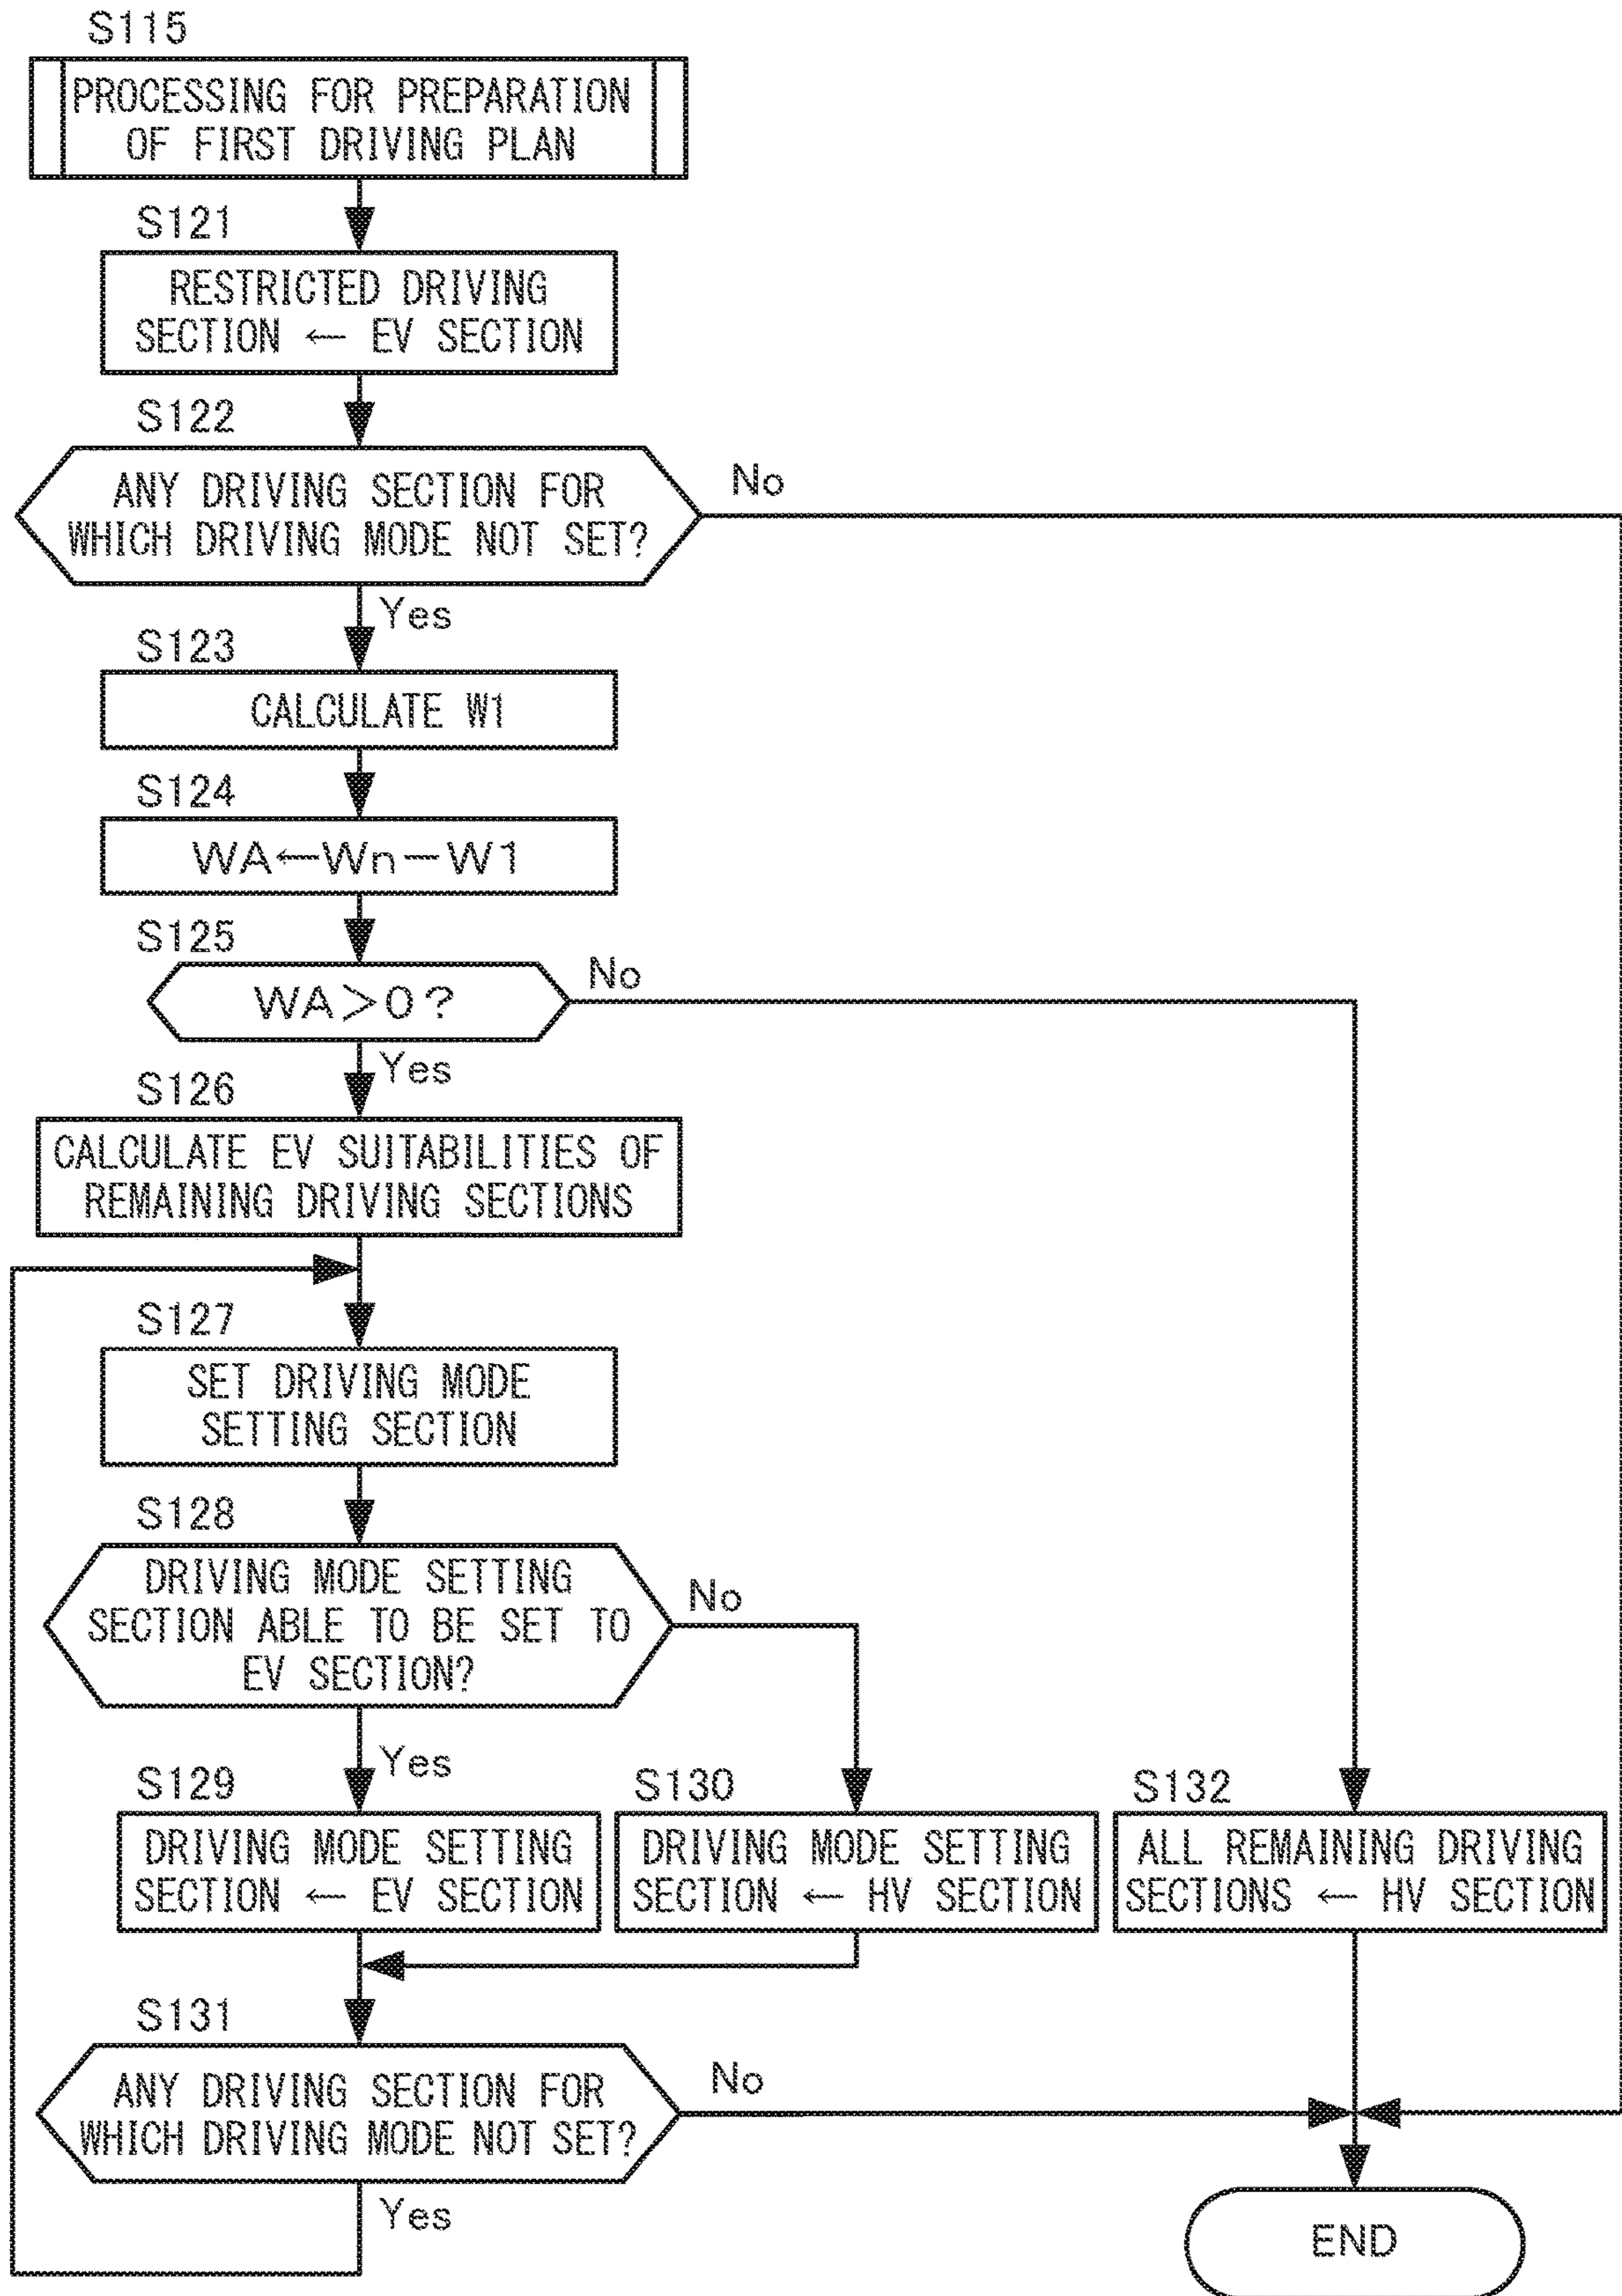 S115
PROCESSING FOR PREPARATION
OF FIRST DRIVING PLAN
S121
RESTRICTED DRIVING
SECTION ← EV SECTION
S122
ANY DRIVING SECTION FOR
WHICH DRIVING MODE NOT SET?
No
Yes
S123
CALCULATE W1
S124
WA←Wn−W1
S125
WA>0?
No
Yes
S126
CALCULATE EV SUITABILITIES OF
REMAINING DRIVING SECTIONS
S127
SET DRIVING MODE
SETTING SECTION
S128
DRIVING MODE SETTING
SECTION ABLE TO BE SET TO
EV SECTION?
No
Yes
S129
DRIVING MODE SETTING
SECTION ← EV SECTION
S130
DRIVING MODE SETTING
SECTION ← HV SECTION
S132
ALL REMAINING DRIVING
SECTIONS ← HV SECTION
S131
ANY DRIVING SECTION FOR
WHICH DRIVING MODE NOT SET?
No
Yes
END